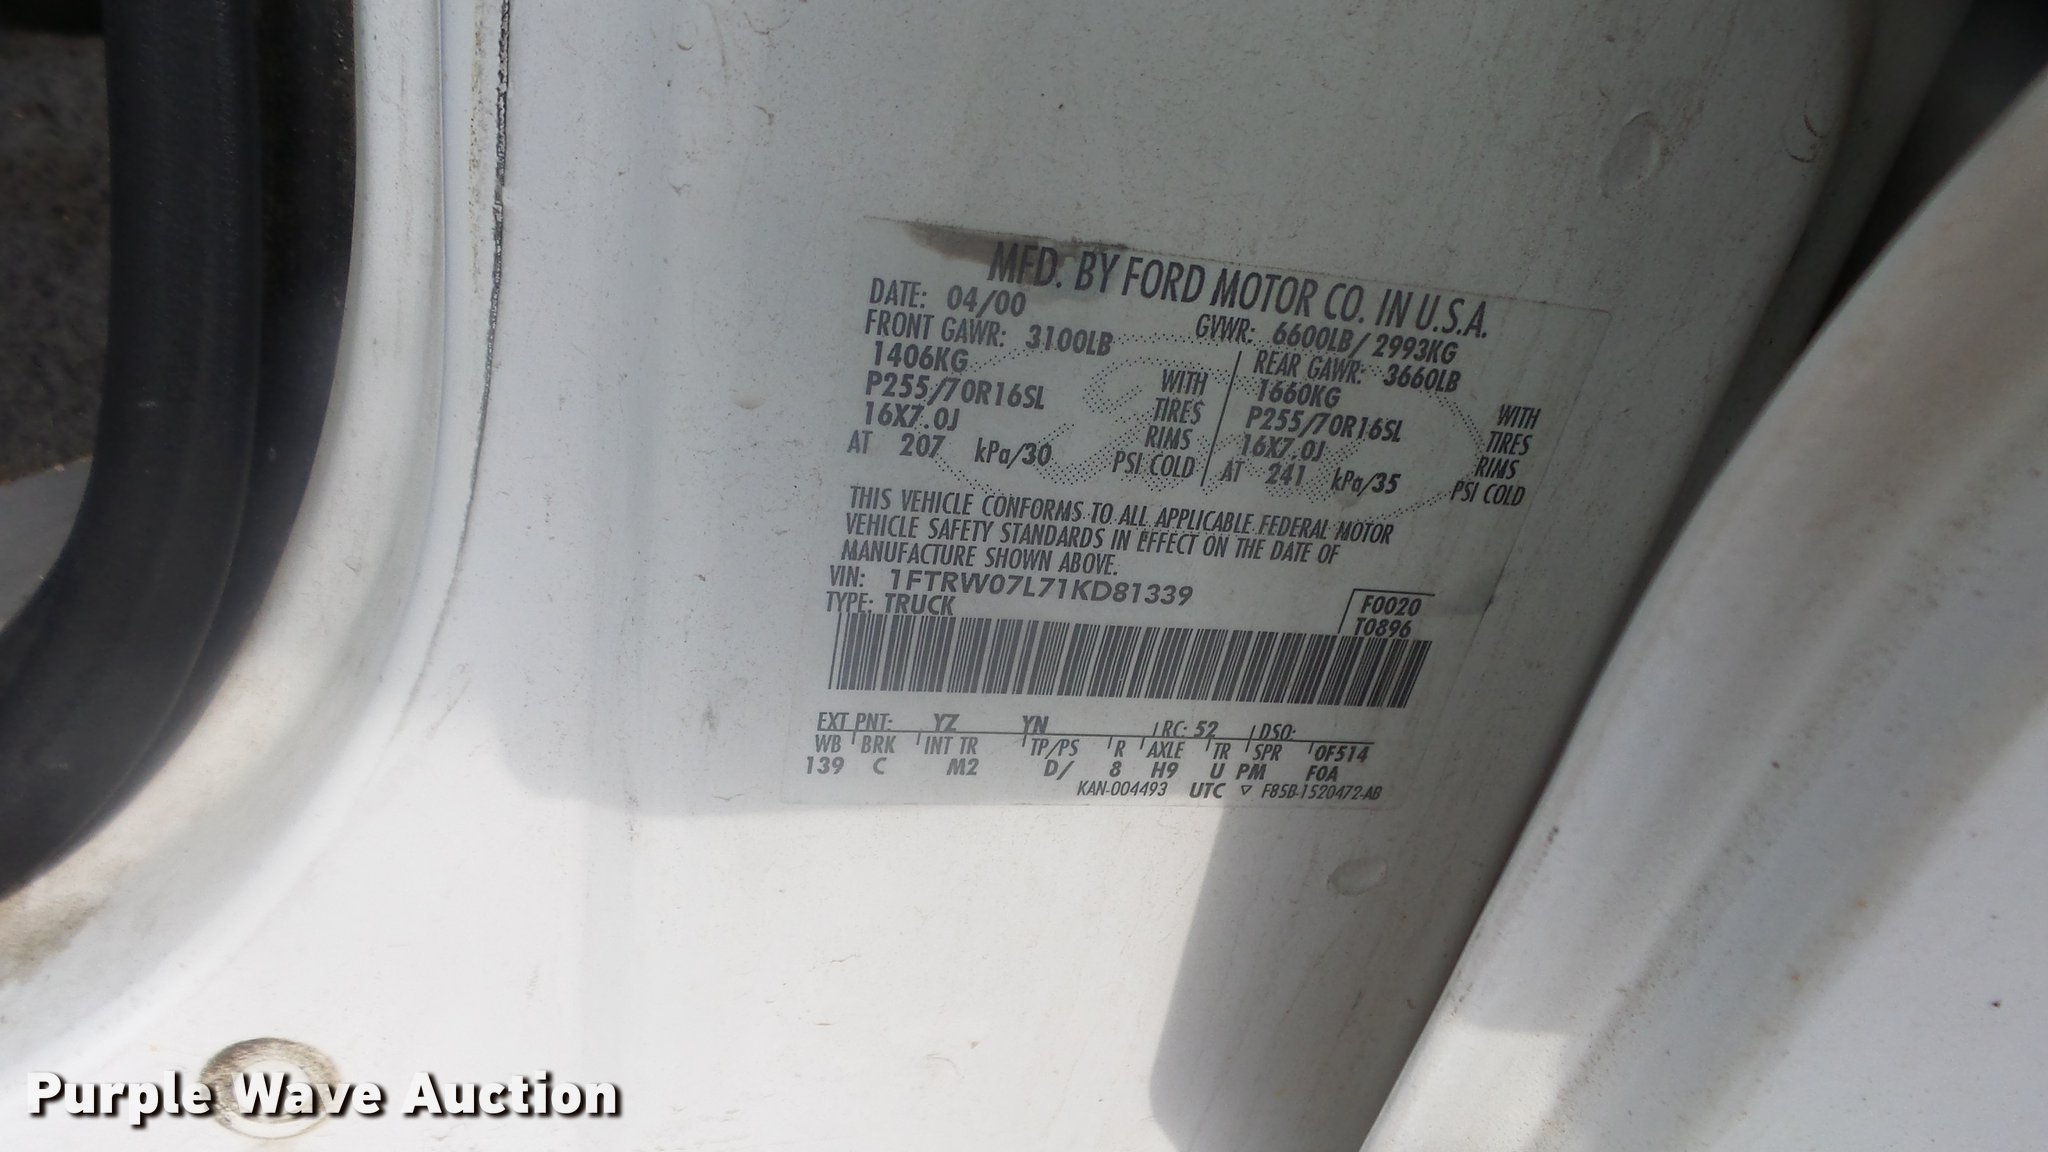 MFD. BY FORD MOTOR CO. IN U.S.A.
DATE: 04/00 GVWR: 6600LB/ 2993KG
FRONT GAWR: 3100LB REAR GAWR: 3660LB
1406KG WITH 1660KG WITH
P255/70R16SL TIRES P255/70R16SL TIRES
16X7.0J RIMS 16X7.0J RIMS
AT 207 kPa/30 PSI COLD AT 241 kPa/35 PSI COLD
THIS VEHICLE CONFORMS TO ALL APPLICABLE FEDERAL MOTOR
VEHICLE SAFETY STANDARDS IN EFFECT ON THE DATE OF
MANUFACTURE SHOWN ABOVE.
VIN: 1FTRW07L71KD81339
TYPE: TRUCK F0020
T0896
EXT PNT: YZ YN RC: 52 DSO:
WB BRK INT TR TP/PS R AXLE TR SPR 0F514
139 C M2 D/ 8 H9 U PM F0A
KAN-004493 UTC ▽ F85B-1520472-AB
Purple Wave Auction